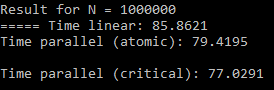 Result for N = 1000000
===== Time linear: 85.8621
Time parallel (atomic): 79.4195
Time parallel (critical): 77.0291